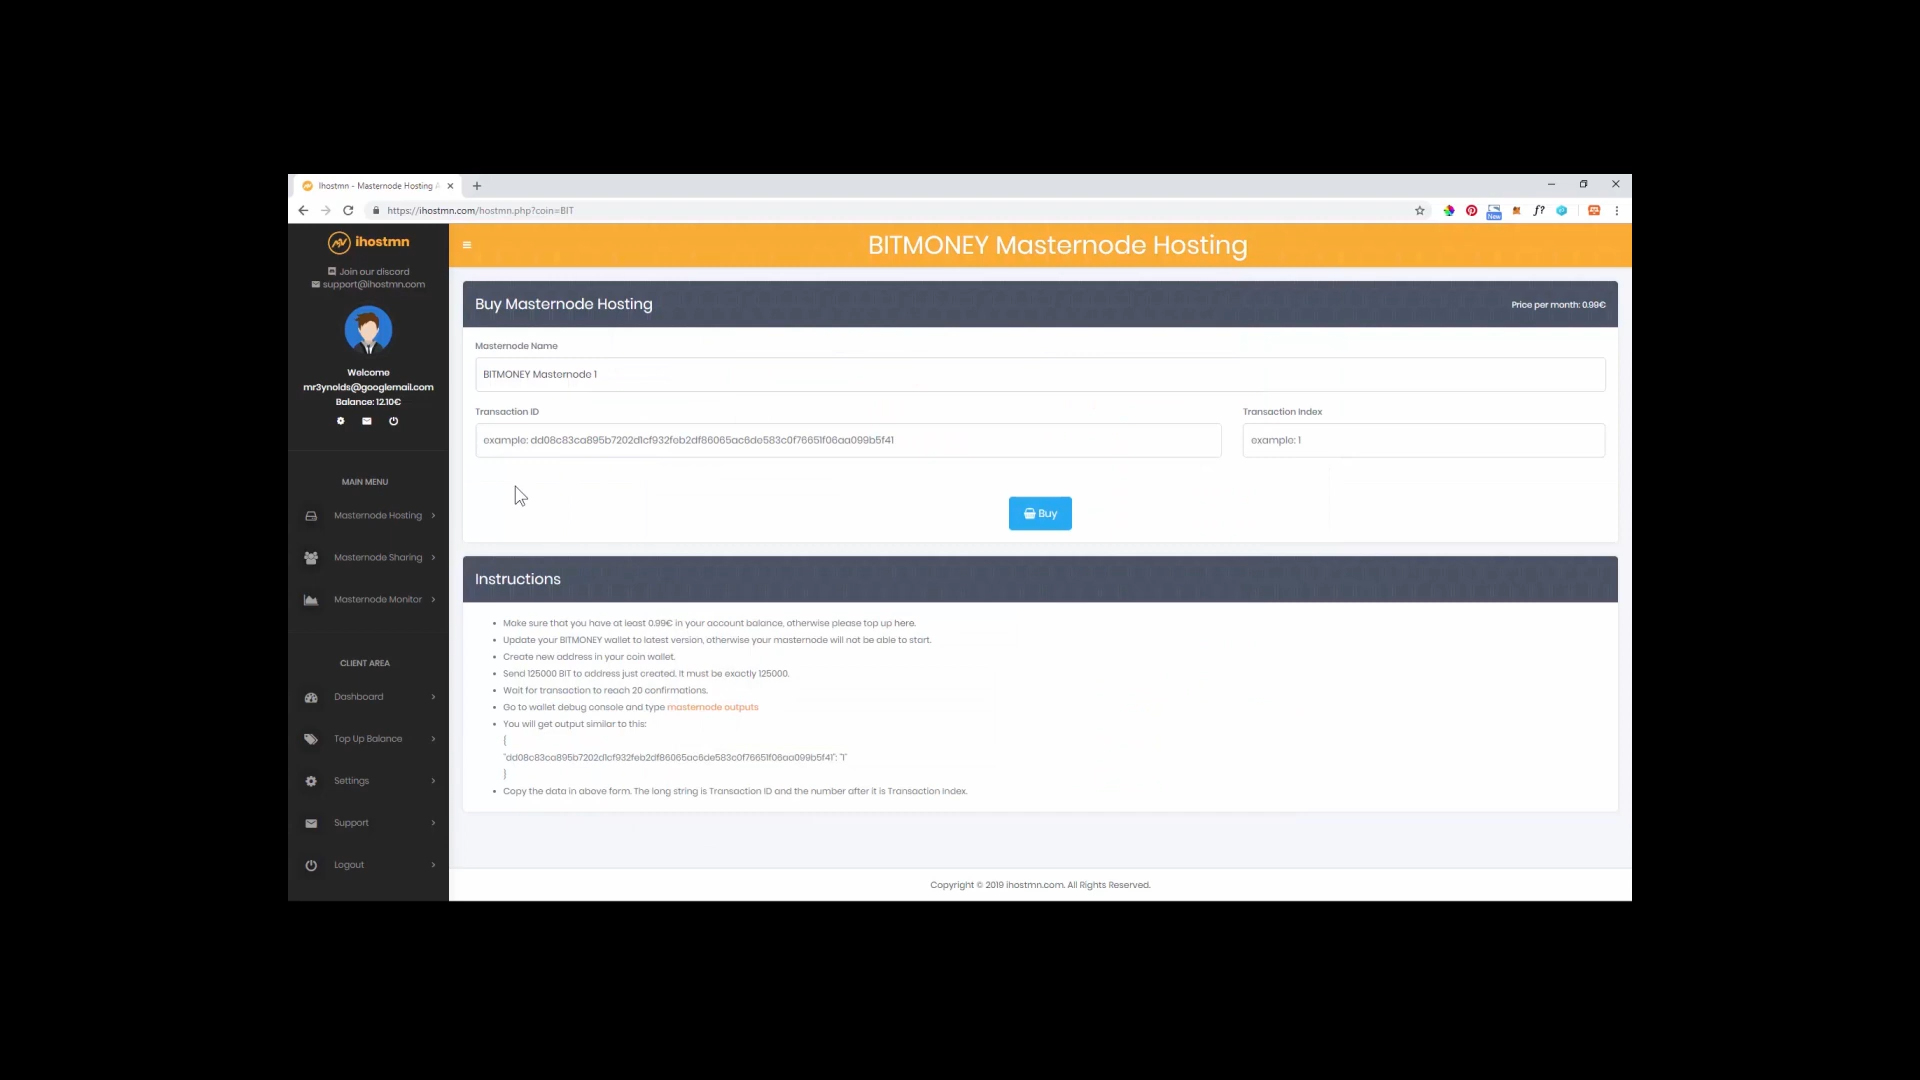 Ihostmn - Masternode Hosting
https://ihostmn.com/hostmn.php?coin=BIT
New
f?
ihostmn
Join our discord
support@ihostmn.com
Welcome
mr3ynolds@googlemail.com
Balance: 12.10€
MAIN MENU
Masternode Hosting
Masternode Sharing
Masternode Monitor
CLIENT AREA
Dashboard
Top Up Balance
Settings
Support
Logout
BITMONEY Masternode Hosting
Buy Masternode Hosting
Price per month: 0.99€
Masternode Name
BITMONEY Masternode 1
Transaction ID
Transaction Index
example: dd08c83ca895b7202d1cf932feb2df86065ac6de583c0f76651f06aa099b5f41
example: 1
Buy
Instructions
• Make sure that you have at least 0.99€ in your account balance, otherwise please top up here.
• Update your BITMONEY wallet to latest version, otherwise your masternode will not be able to start.
• Create new address in your coin wallet.
• Send 125000 BIT to address just created. It must be exactly 125000.
• Wait for transaction to reach 20 confirmations.
• Go to wallet debug console and type masternode outputs
• You will get output similar to this:
{
"dd08c83ca895b7202d1cf932feb2df86065ac6de583c0f76651f06aa099b5f41": "1"
}
• Copy the data in above form. The long string is Transaction ID and the number after it is Transaction Index.
Copyright © 2019 ihostmn.com. All Rights Reserved.